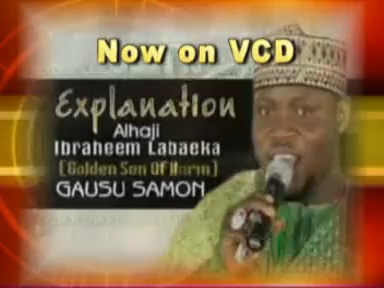 Now on VCD
Explanation
Alhaji
Ibraheem Labaeka
(Golden Son Of Ilorin)
GAUSU SAMON